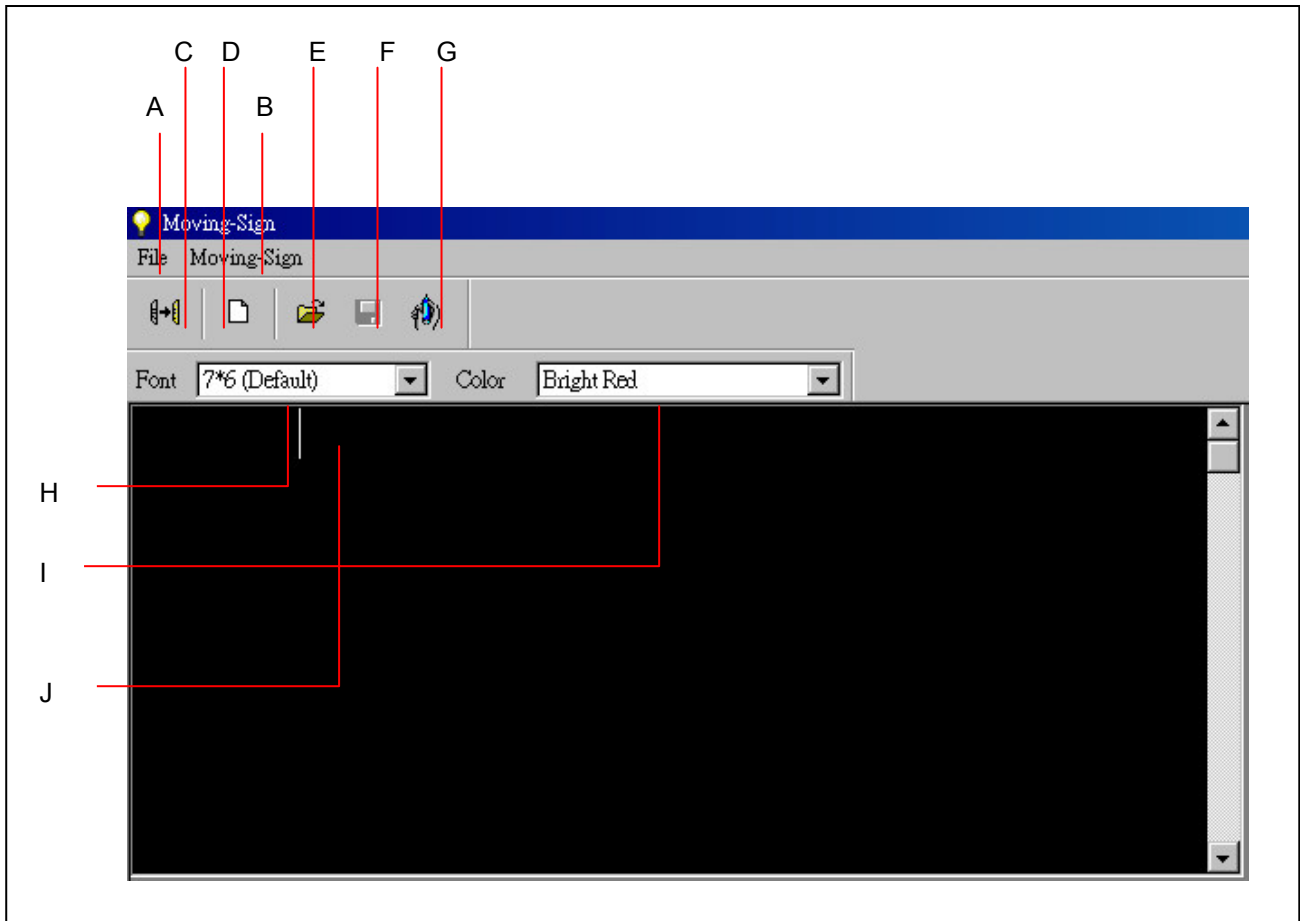 C D E F G
A B
Moving-Sign
File Moving-Sign
Font 7*6 (Default) Color Bright Red
H
I
J